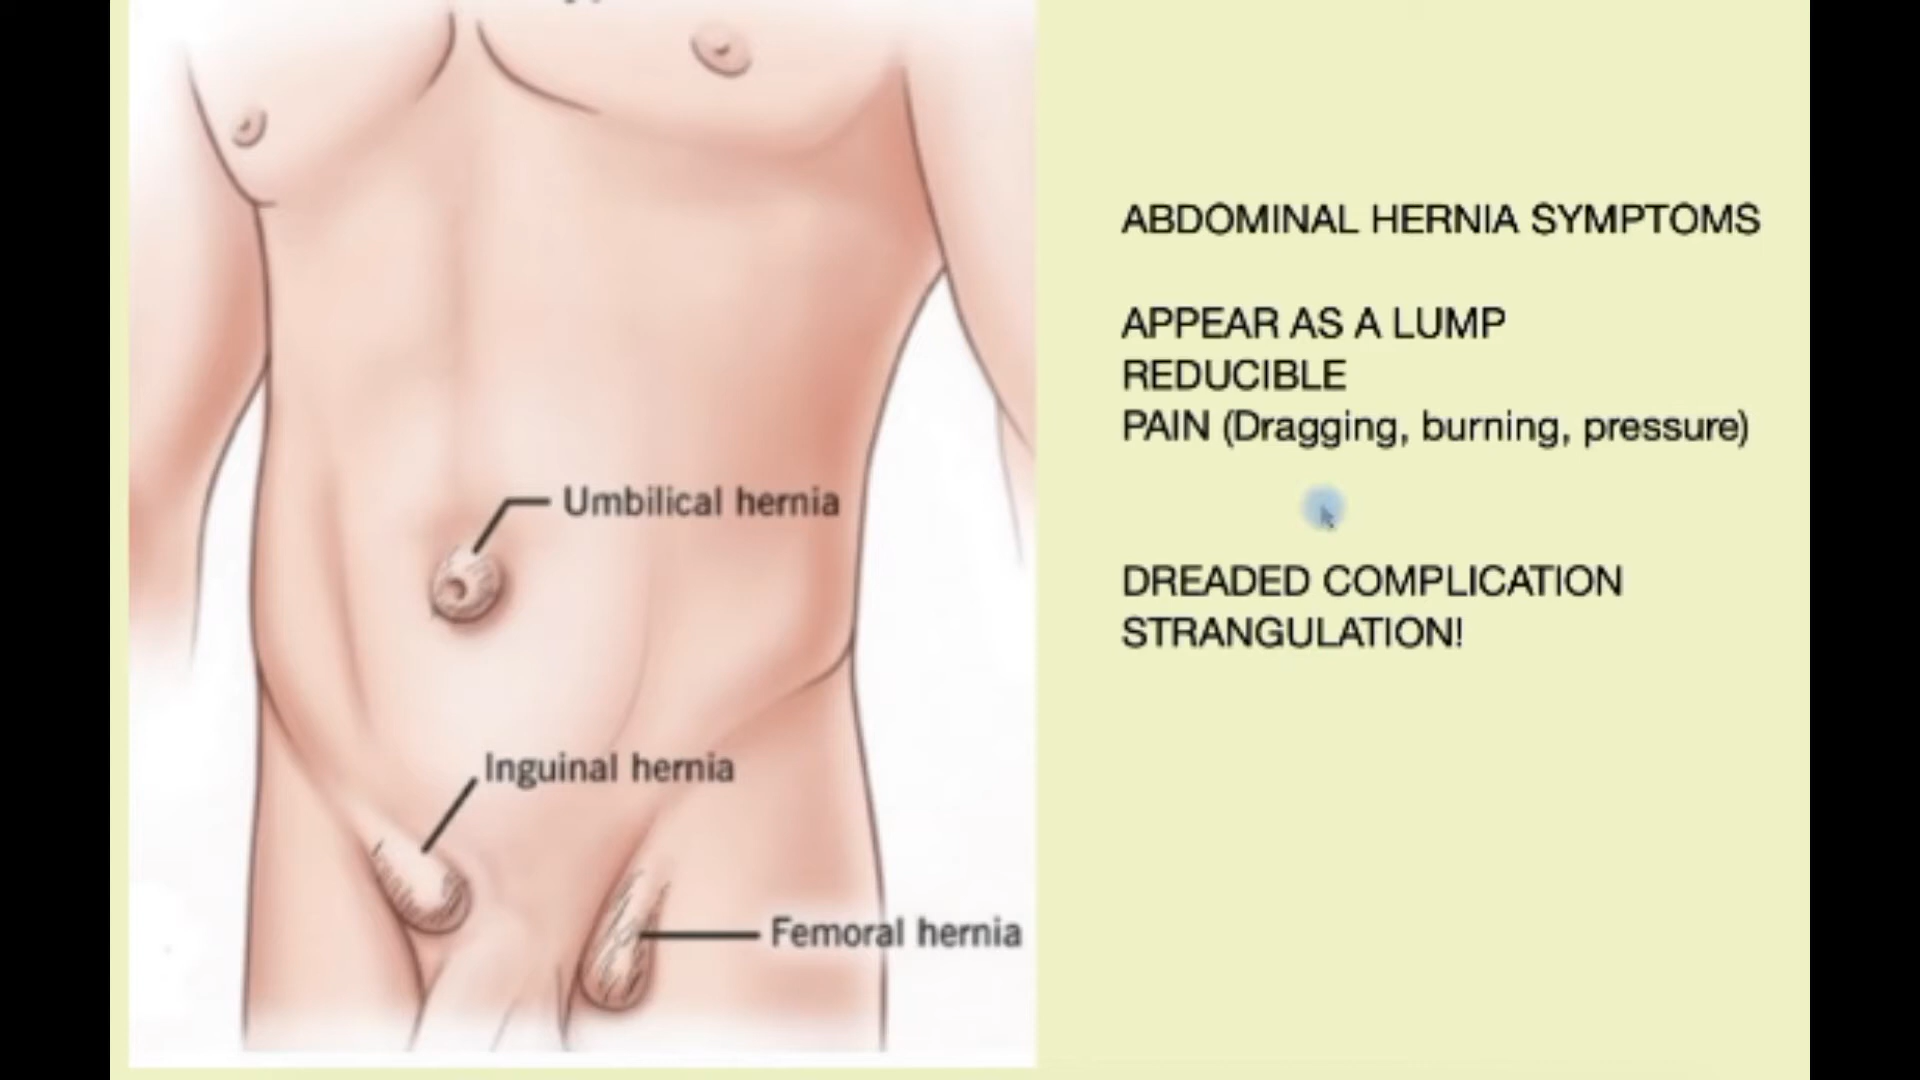 Umbilical hernia
Inguinal hernia
Femoral hernia
ABDOMINAL HERNIA SYMPTOMS
APPEAR AS A LUMP
REDUCIBLE
PAIN (Dragging, burning, pressure)
DREADED COMPLICATION
STRANGULATION!